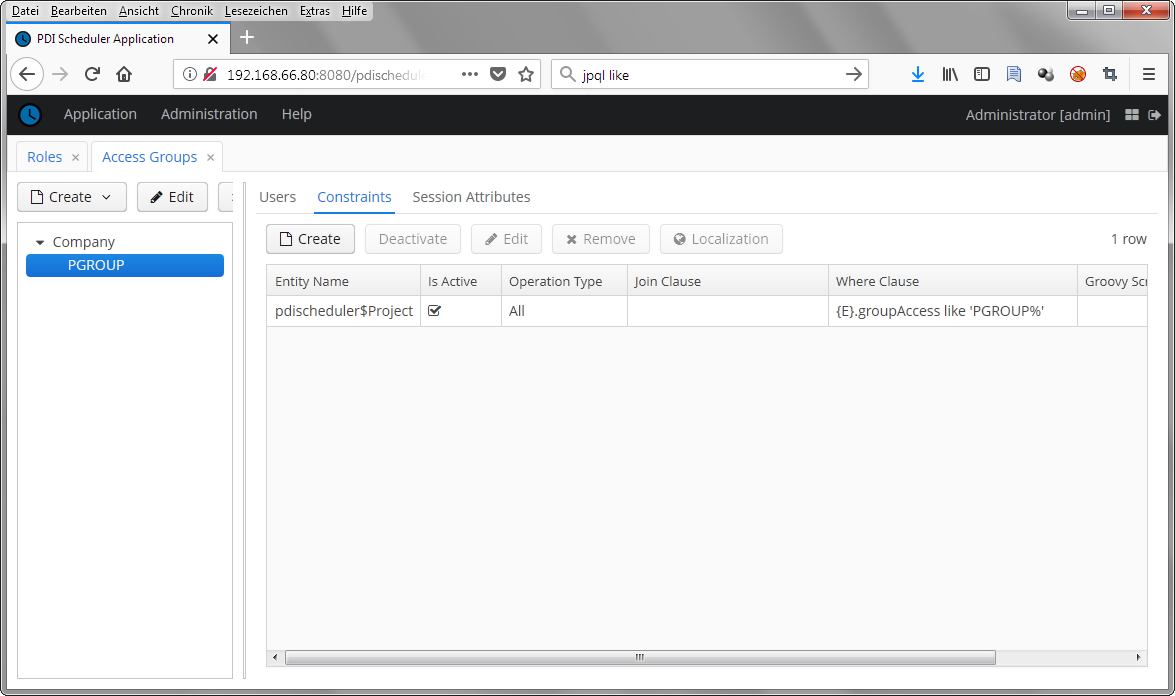 Datei Bearbeiten Ansicht Chronik Lesezeichen Extras Hilfe
PDI Scheduler Application
192.168.66.80:8080/pdischedule
jpql like
Application Administration Help Administrator [admin]
Roles Access Groups
Create Edit
Users Constraints Session Attributes
Company
PGROUP
Create Deactivate Edit Remove Localization 1 row
Entity Name Is Active Operation Type Join Clause Where Clause Groovy Scr
pdischeduler$Project All {E}.groupAccess like 'PGROUP%'